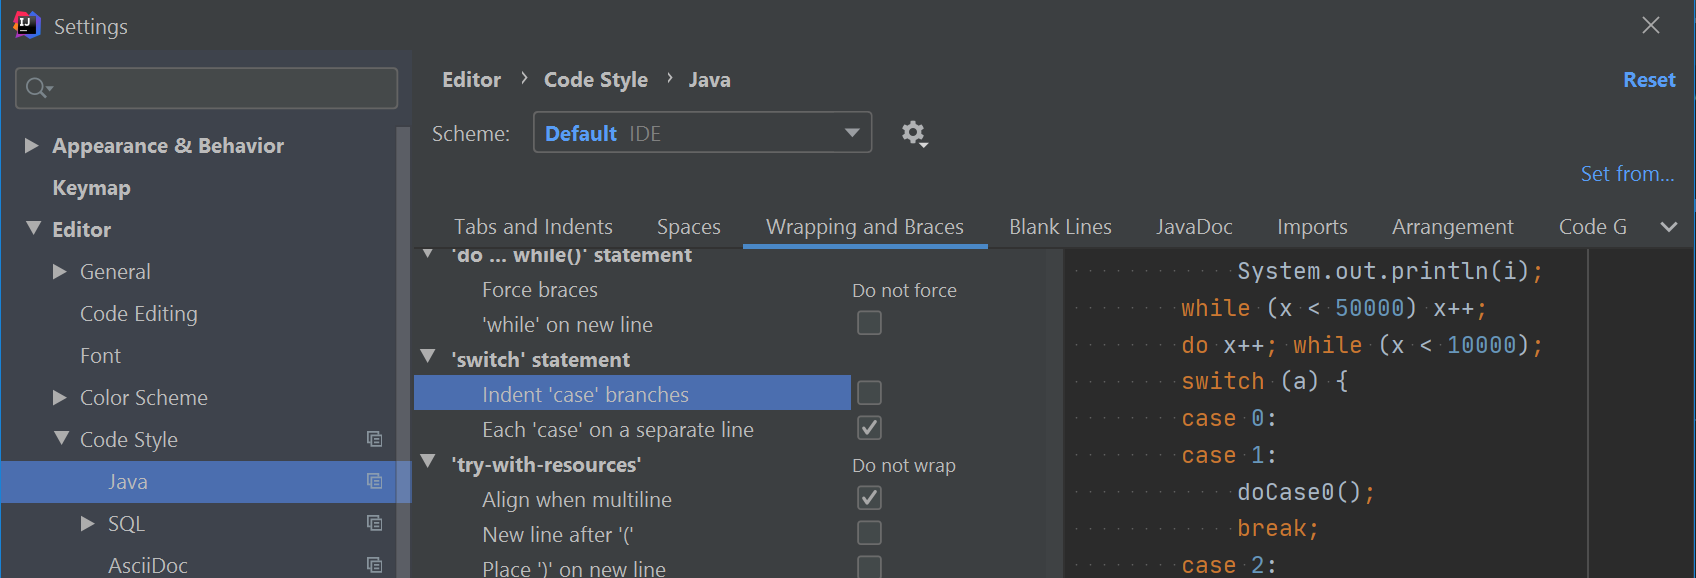 Settings
Appearance & Behavior
Keymap
Editor
General
Code Editing
Font
Color Scheme
Code Style
Java
SQL
AsciiDoc
Editor › Code Style › Java
Reset
Scheme: Default IDE
Set from...
Tabs and Indents Spaces Wrapping and Braces Blank Lines JavaDoc Imports Arrangement Code G
'do ... while()' statement
Force braces Do not force
'while' on new line
'switch' statement
Indent 'case' branches
Each 'case' on a separate line
'try-with-resources' Do not wrap
Align when multiline
New line after '('
Place ')' on new line
System.out.println(i);
while (x < 50000) x++;
do x++; while (x < 10000);
switch (a) {
case 0:
case 1:
doCase0();
break;
case 2: